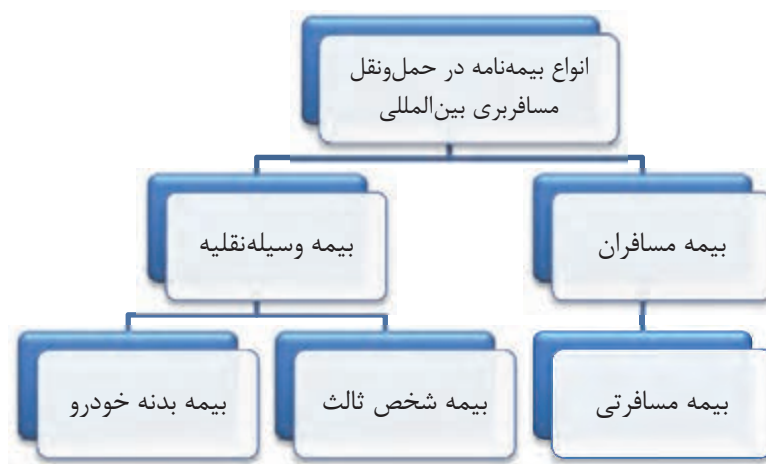 انواع بیمه‌نامه در حمل‌ونقل
مسافربری بین‌المللی
بیمه مسافران
بیمه وسیله‌نقلیه
بیمه مسافرتی
بیمه شخص ثالث
بیمه بدنه خودرو